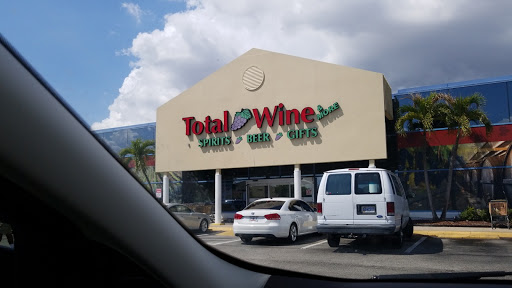 Total Wine & MORE
SPIRITS BEER GIFTS